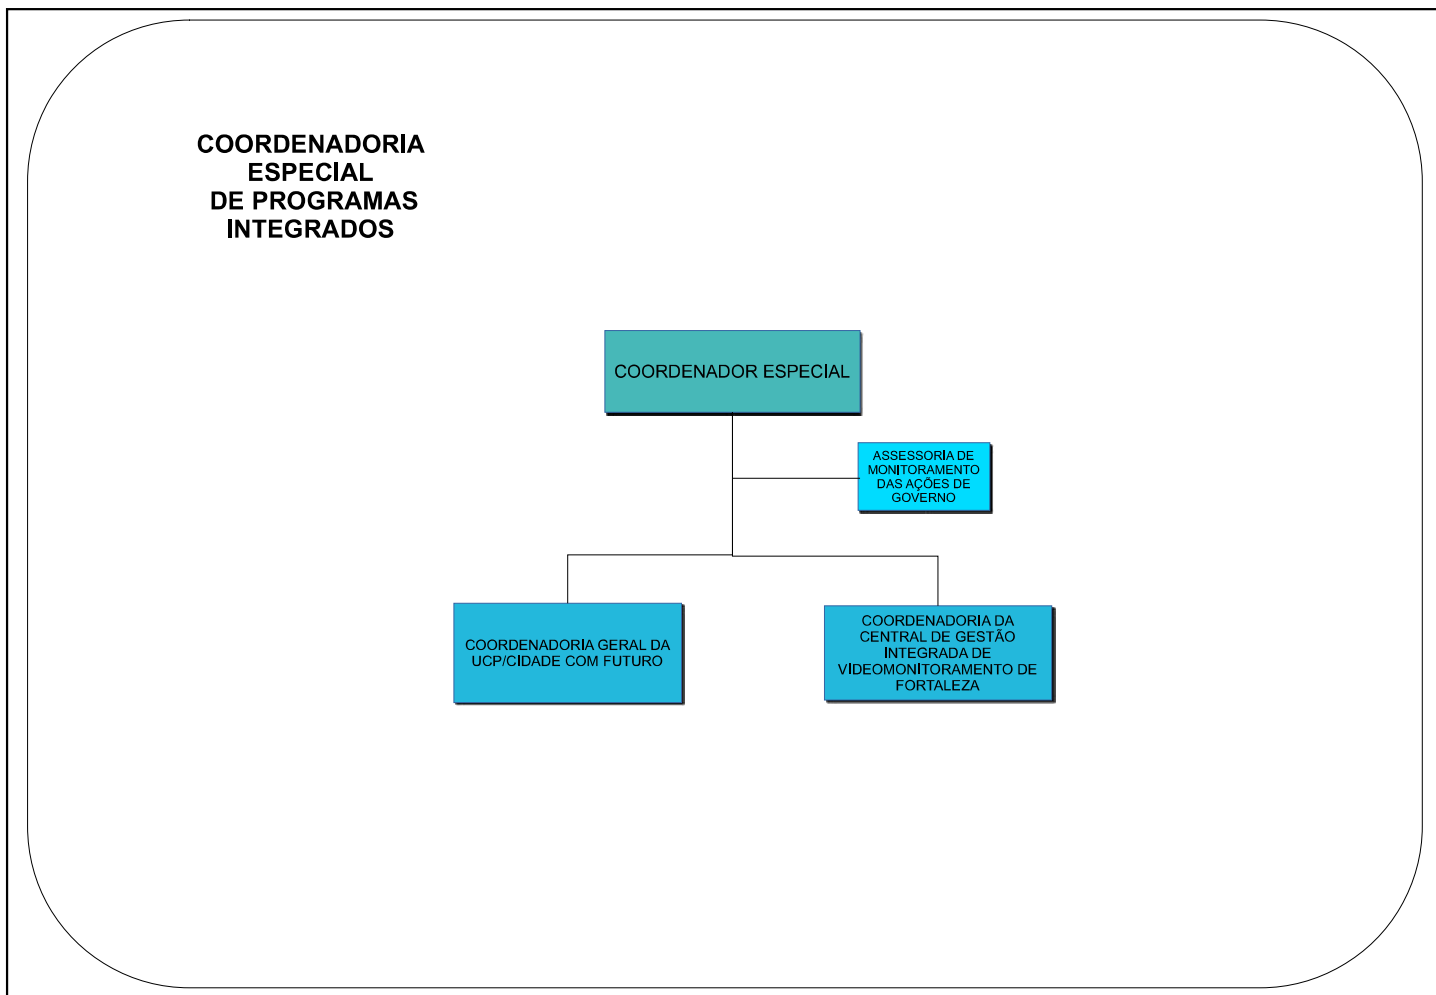 COORDENADORIA
ESPECIAL
DE PROGRAMAS
INTEGRADOS
COORDENADOR ESPECIAL
ASSESSORIA DE
MONITORAMENTO
DAS AÇÕES DE
GOVERNO
COORDENADORIA GERAL DA
UCP/CIDADE COM FUTURO
COORDENADORIA DA
CENTRAL DE GESTÃO
INTEGRADA DE
VIDEOMONITORAMENTO DE
FORTALEZA